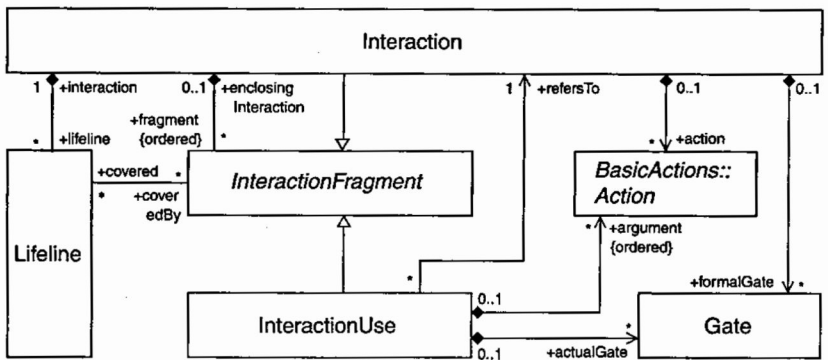 Interaction
1
+interaction
0..1
+enclosing
Interaction
1
+refersTo
0..1
0..1
+fragment
{ordered}
*
*
+lifeline
*
+action
+covered
*
*
+cover
edBy
InteractionFragment
BasicActions::
Action
Lifeline
*
+argument
{ordered}
*
+formalGate
*
InteractionUse
0..1
0..1
+actualGate
*
Gate